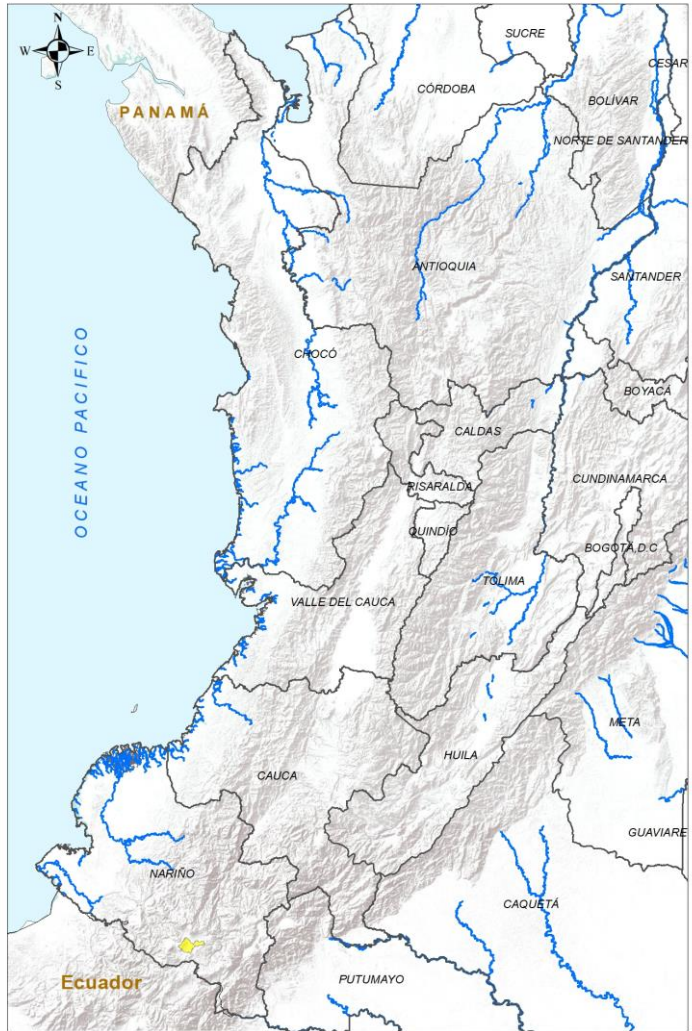 N
W E
S
SUCRE
CESAR
CÓRDOBA
BOLÍVAR
PANAMÁ
NORTE DE SANTANDER
ANTIOQUIA
SANTANDER
OCEANO PACIFICO
CHOCÓ
BOYACÁ
CALDAS
CUNDINAMARCA
RISARALDA
QUINDÍO
BOGOTÁ D.C
TOLIMA
VALLE DEL CAUCA
META
HUILA
CAUCA
GUAVIARE
NARIÑO
CAQUETÁ
PUTUMAYO
Ecuador